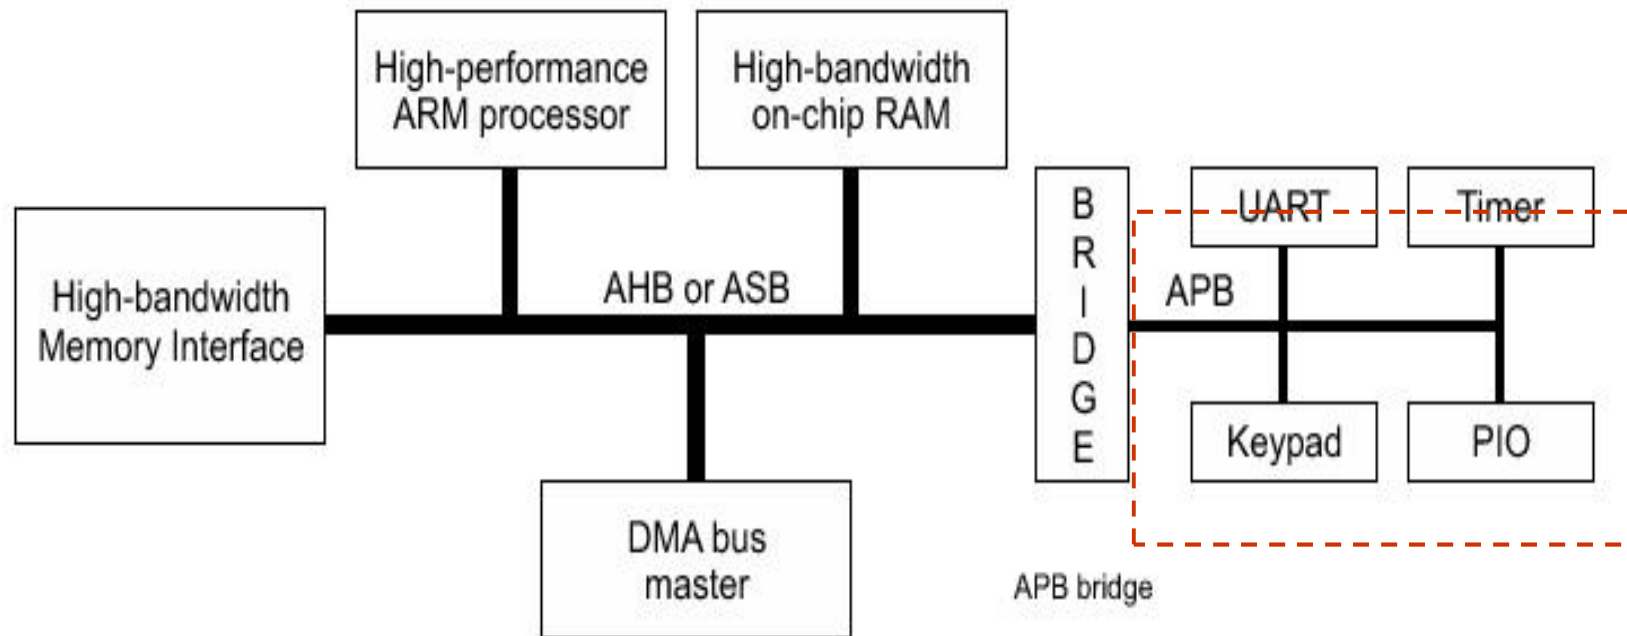 High-performance
ARM processor
High-bandwidth
on-chip RAM
High-bandwidth
Memory Interface
AHB or ASB
B
R
I
D
G
E
UART
Timer
APB
Keypad
PIO
DMA bus
master
APB bridge